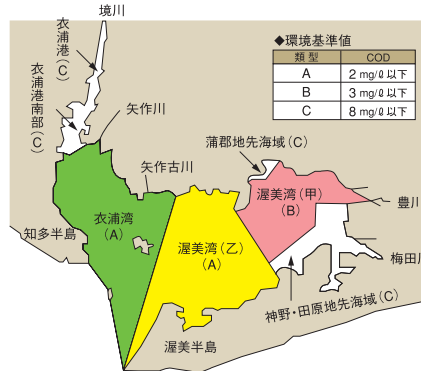 境川
◆環境基準値
類型 COD
A 2 mg/ℓ 以下
B 3 mg/ℓ 以下
C 8 mg/ℓ 以下
衣浦港(C)
衣浦港南部(C)
矢作川
矢作古川
蒲郡地先海域(C)
渥美湾(甲)
(B)
豊川
衣浦湾
(A)
知多半島
渥美湾(乙)
(A)
梅田
神野・田原地先海域(C)
渥美半島